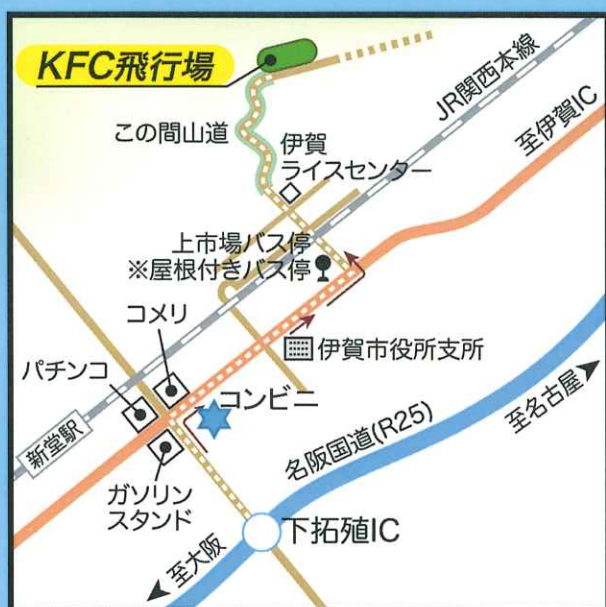 KFC飛行場
JR関西本線
至伊賀IC
この間山道
伊賀
ライスセンター
上市場バス停
※屋根付きバス停
コメリ
伊賀市役所支所
パチンコ
コンビニ
至名古屋
新堂駅
名阪国道(R25)
ガソリン
スタンド
下拓殖IC
至大阪